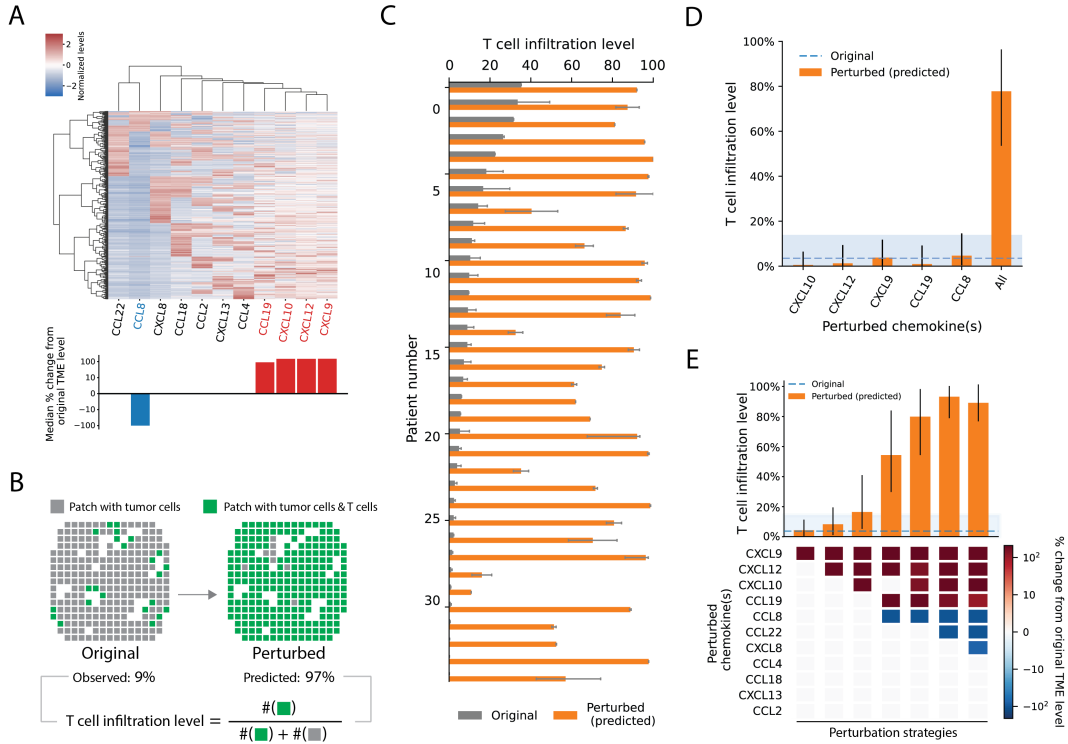 A
3
0
−2
Normalized levels
CCL22
CCL8
CXCL8
CCL18
CCL2
CXCL13
CCL4
CCL19
CXCL10
CXCL12
CXCL9
Median % change from
original TME level
100
10
0
−10
−100
B
Patch with tumor cells
Patch with tumor cells & T cells
Original
Perturbed
Observed: 9%
Predicted: 97%
T cell infiltration level =
#( )
#( ) + #( )
C
T cell infiltration level
0 20 40 60 80 100
Patient number
0
5
10
15
20
25
30
Original
Perturbed
(predicted)
D
T cell infiltration level
100%
80%
60%
40%
20%
0%
Original
Perturbed (predicted)
CXCL10
CXCL12
CXCL9
CCL19
CCL8
All
Perturbed chemokine(s)
E
T cell infiltration level
100%
80%
60%
40%
20%
0%
Original
Perturbed (predicted)
Perturbed
chemokine(s)
CXCL9
CXCL12
CXCL10
CCL19
CCL8
CCL22
CXCL8
CCL4
CCL18
CXCL13
CCL2
Perturbation strategies
10²
10
0
−10
−10²
% change from original TME level